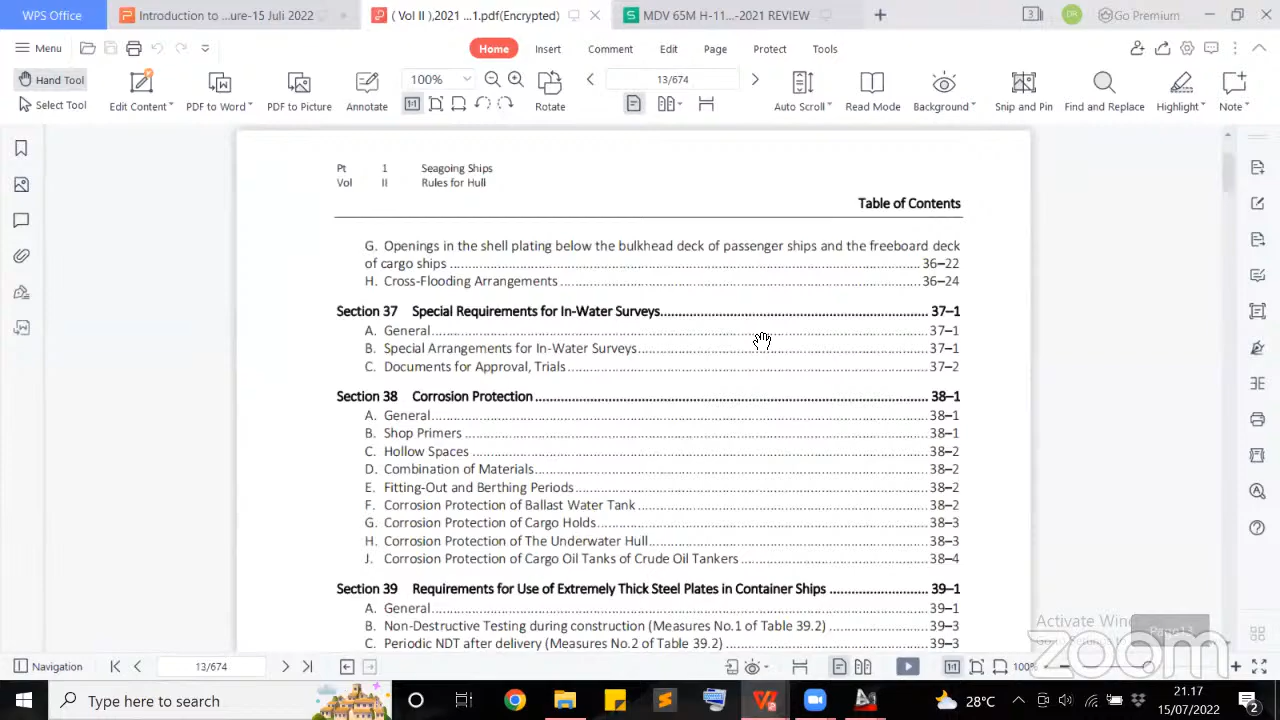 WPS Office
Introduction to ...ure-15 Juli 2022
( Vol II ),2021 ...1.pdf(Encrypted)
MDV 65M H-11...-2021 REVIEW
3
DR
Go Premium
Menu
Home
Insert
Comment
Edit
Page
Protect
Tools
Hand Tool
Select Tool
Edit Content
PDF to Word
PDF to Picture
Annotate
100%
Rotate
13/674
Auto Scroll
Read Mode
Background
Snip and Pin
Find and Replace
Highlight
Note
Pt 1 Seagoing Ships
Vol II Rules for Hull
Table of Contents
G. Openings in the shell plating below the bulkhead deck of passenger ships and the freeboard deck
of cargo ships ........ 36–22
H. Cross-Flooding Arrangements ........ 36–24
Section 37 Special Requirements for In-Water Surveys ........ 37–1
A. General ........ 37–1
B. Special Arrangements for In-Water Surveys ........ 37–1
C. Documents for Approval, Trials ........ 37–2
Section 38 Corrosion Protection ........ 38–1
A. General ........ 38–1
B. Shop Primers ........ 38–1
C. Hollow Spaces ........ 38–2
D. Combination of Materials ........ 38–2
E. Fitting-Out and Berthing Periods ........ 38–2
F. Corrosion Protection of Ballast Water Tank ........ 38–2
G. Corrosion Protection of Cargo Holds ........ 38–3
H. Corrosion Protection of The Underwater Hull ........ 38–3
J. Corrosion Protection of Cargo Oil Tanks of Crude Oil Tankers ........ 38–4
Section 39 Requirements for Use of Extremely Thick Steel Plates in Container Ships ........ 39–1
A. General ........ 39–1
B. Non-Destructive Testing during construction (Measures No.1 of Table 39.2) ........ 39–3
C. Periodic NDT after delivery (Measures No.2 of Table 39.2) ........ 39–3
Activate Win
Page13
zoom
Navigation
13/674
100%
Type here to search
28°C
21.17
15/07/2022
2